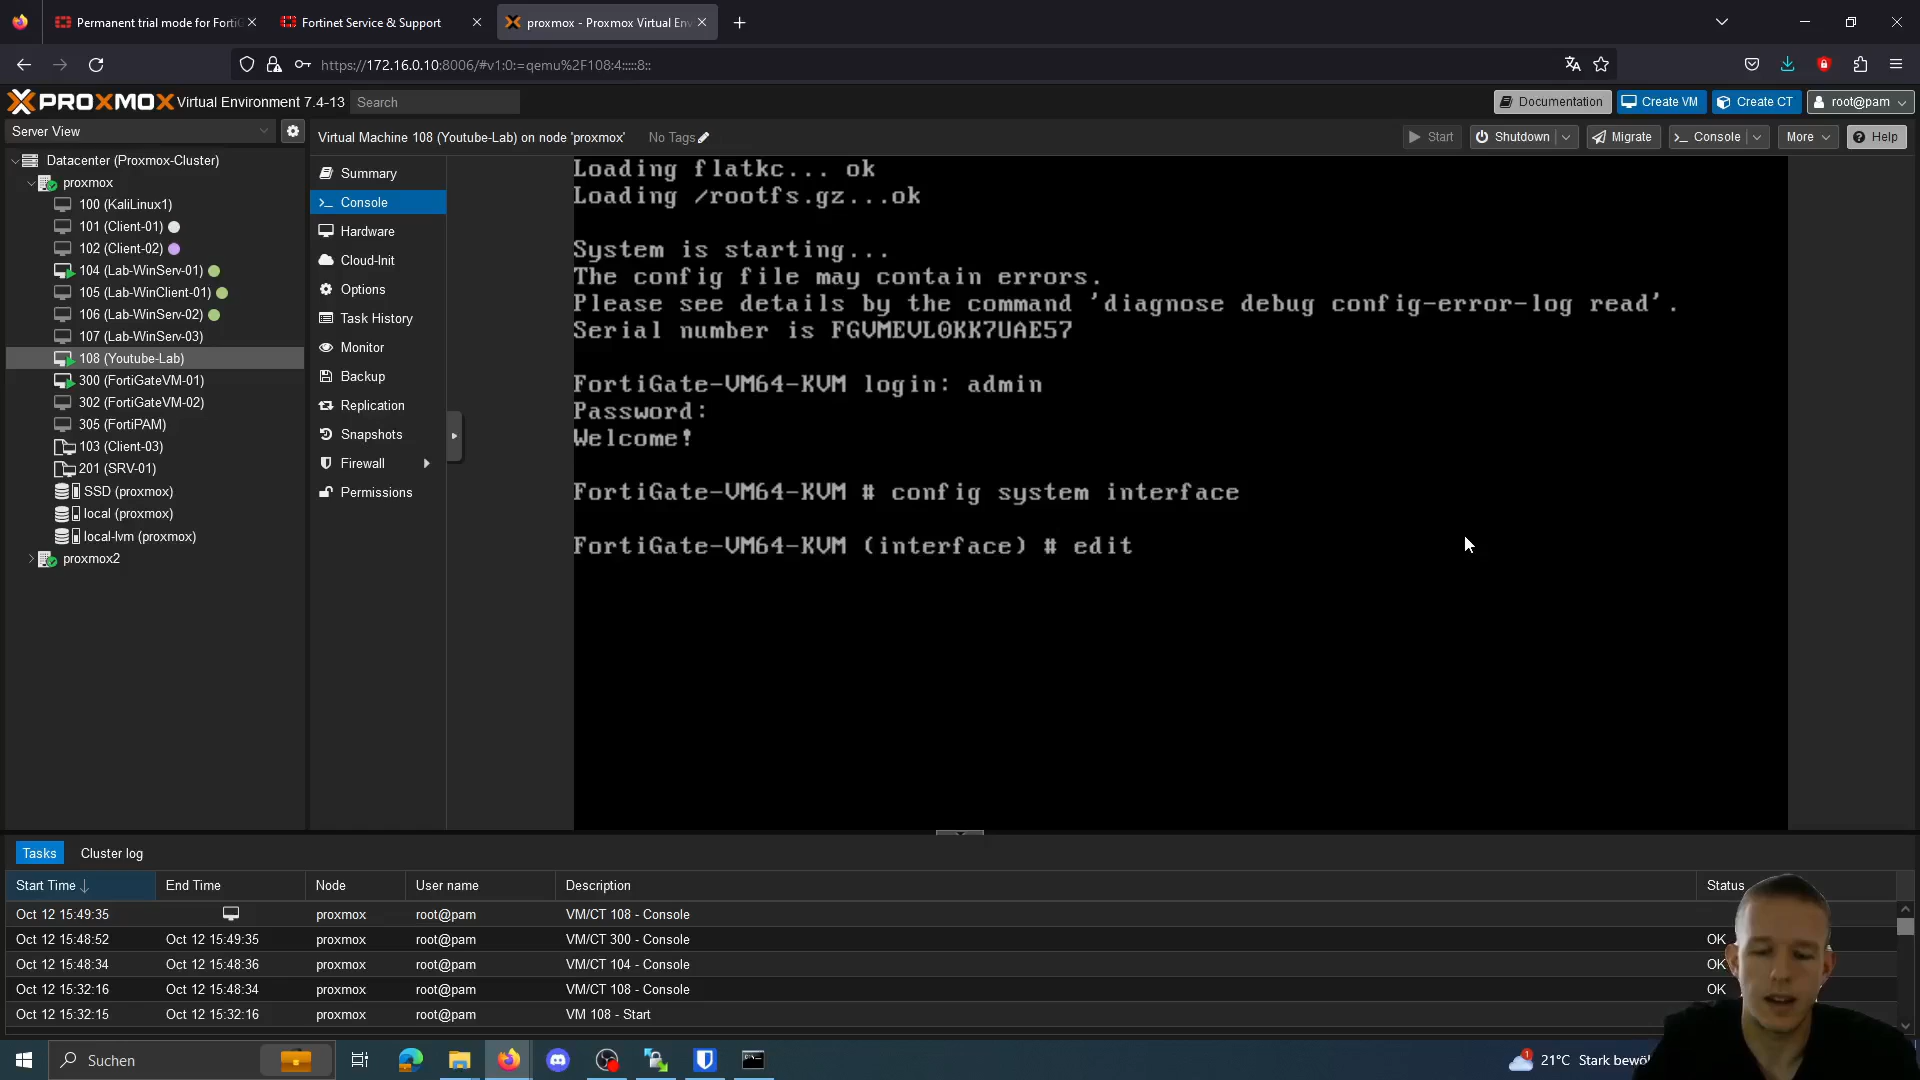 Permanent trial mode for FortiG
Fortinet Service & Support
proxmox - Proxmox Virtual Env
https://172.16.0.10:8006/#v1:0:=qemu%2F108:4:::::8::
PROXMOX Virtual Environment 7.4-13
Search
Documentation
Create VM
Create CT
root@pam
Server View
Virtual Machine 108 (Youtube-Lab) on node 'proxmox'
No Tags
Start
Shutdown
Migrate
Console
More
Help
Datacenter (Proxmox-Cluster)
proxmox
100 (KaliLinux1)
101 (Client-01)
102 (Client-02)
104 (Lab-WinServ-01)
105 (Lab-WinClient-01)
106 (Lab-WinServ-02)
107 (Lab-WinServ-03)
108 (Youtube-Lab)
300 (FortiGateVM-01)
302 (FortiGateVM-02)
305 (FortiPAM)
103 (Client-03)
201 (SRV-01)
SSD (proxmox)
local (proxmox)
local-lvm (proxmox)
proxmox2
Summary
Console
Hardware
Cloud-Init
Options
Task History
Monitor
Backup
Replication
Snapshots
Firewall
Permissions
Loading flatkc... ok
Loading /rootfs.gz...ok
System is starting...
The config file may contain errors.
Please see details by the command 'diagnose debug config-error-log read'.
Serial number is FGVMEVL0KK7UAE57
FortiGate-VM64-KVM login: admin
Password:
Welcome!
FortiGate-VM64-KVM # config system interface
FortiGate-VM64-KVM (interface) # edit
Tasks
Cluster log
Start Time
End Time
Node
User name
Description
Status
Oct 12 15:49:35 proxmox root@pam VM/CT 108 - Console
Oct 12 15:48:52 Oct 12 15:49:35 proxmox root@pam VM/CT 300 - Console OK
Oct 12 15:48:34 Oct 12 15:48:36 proxmox root@pam VM/CT 104 - Console OK
Oct 12 15:32:16 Oct 12 15:48:34 proxmox root@pam VM/CT 108 - Console OK
Oct 12 15:32:15 Oct 12 15:32:16 proxmox root@pam VM 108 - Start
Suchen
1
21°C Stark bewöl